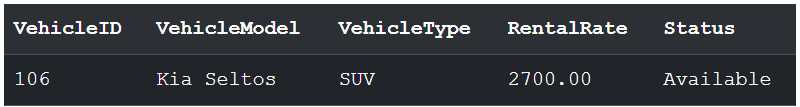 VehicleID VehicleModel VehicleType RentalRate Status
106 Kia Seltos SUV 2700.00 Available